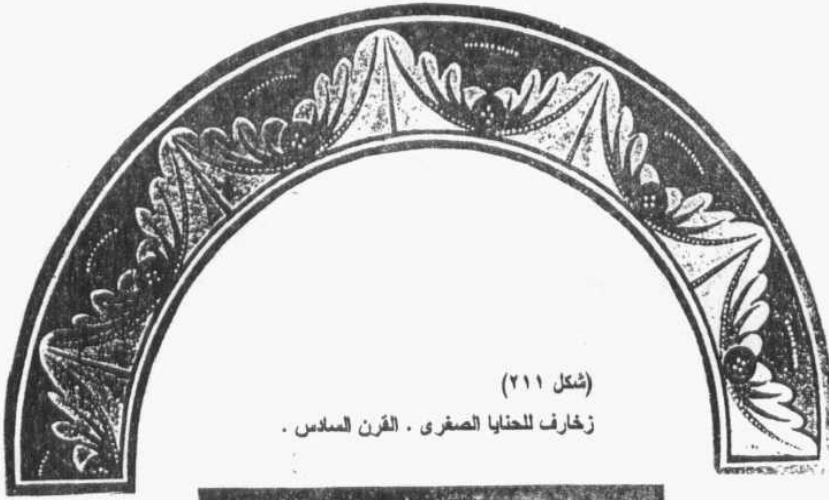 (شكل ٢١١)
زخارف للحنايا الصغرى . القرن السادس .